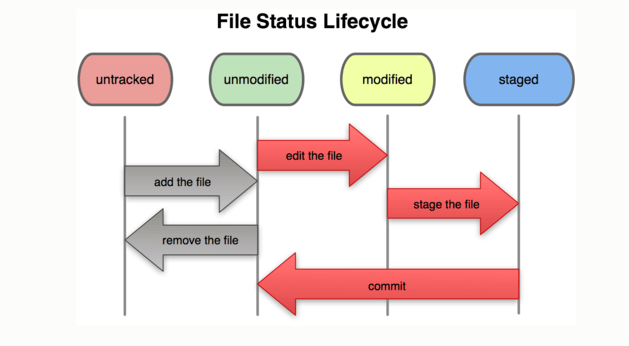 File Status Lifecycle
untracked
unmodified
modified
staged
edit the file
add the file
stage the file
remove the file
commit